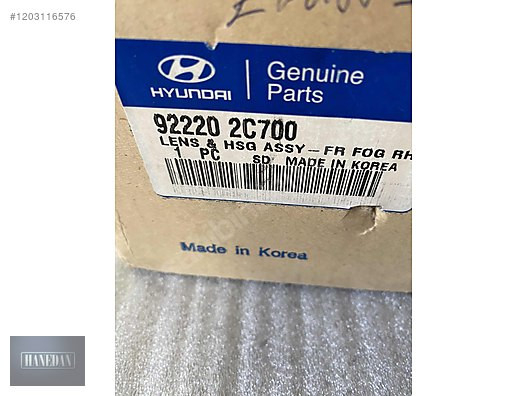 #1203116576
HYUNDAI
Genuine
Parts
92220 2C700
LENS & HSG ASSY - FR FOG RH
1 PC SD MADE IN KOREA
Made in Korea
HANEDAN